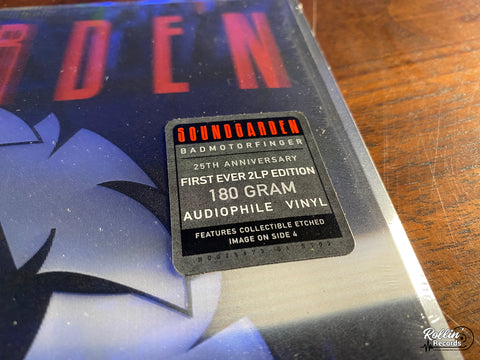 ARDEN
SOUNDGARDEN
BADMOTORFINGER
25TH ANNIVERSARY
FIRST EVER 2LP EDITION
180 GRAM
AUDIOPHILE VINYL
FEATURES COLLECTIBLE ETCHED
IMAGE ON SIDE 4
Rollin'
Records